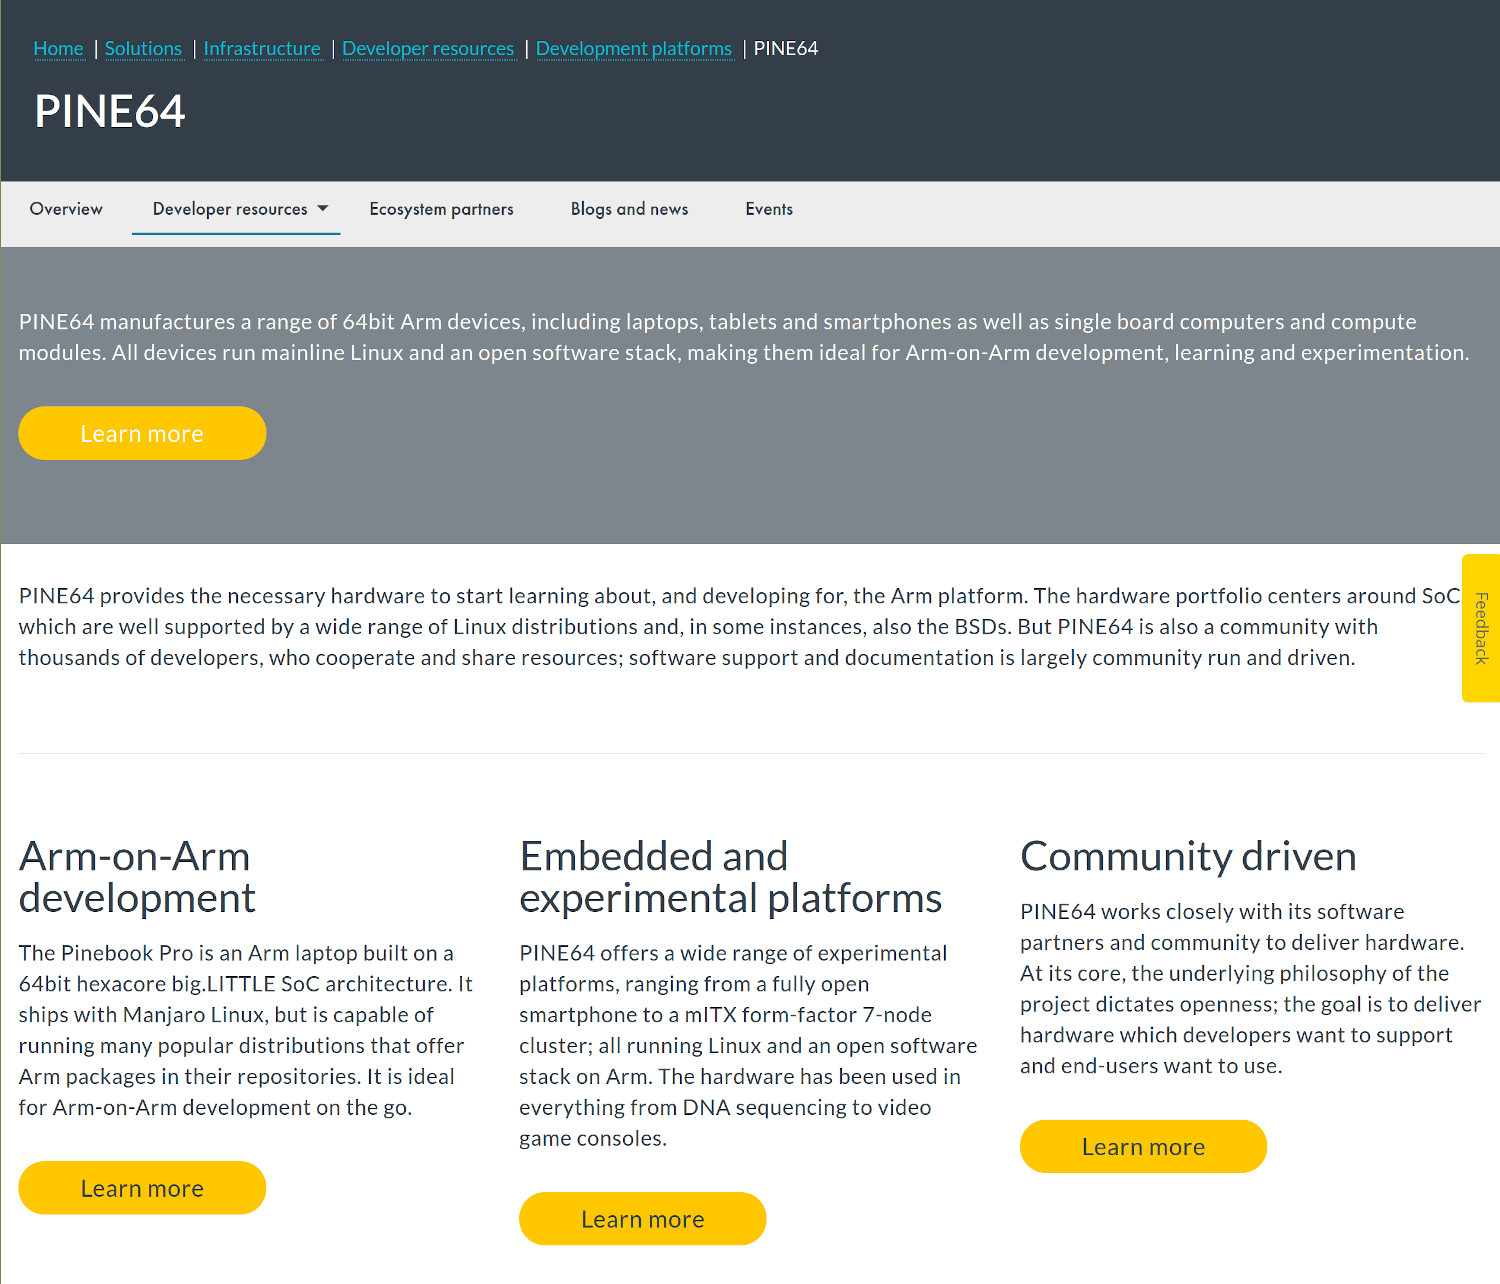 Home | Solutions | Infrastructure | Developer resources | Development platforms | PINE64
PINE64
Overview Developer resources Ecosystem partners Blogs and news Events
PINE64 manufactures a range of 64bit Arm devices, including laptops, tablets and smartphones as well as single board computers and compute
modules. All devices run mainline Linux and an open software stack, making them ideal for Arm-on-Arm development, learning and experimentation.
Learn more
PINE64 provides the necessary hardware to start learning about, and developing for, the Arm platform. The hardware portfolio centers around SoC
which are well supported by a wide range of Linux distributions and, in some instances, also the BSDs. But PINE64 is also a community with
thousands of developers, who cooperate and share resources; software support and documentation is largely community run and driven.
Feedback
Arm-on-Arm
development
The Pinebook Pro is an Arm laptop built on a
64bit hexacore big.LITTLE SoC architecture. It
ships with Manjaro Linux, but is capable of
running many popular distributions that offer
Arm packages in their repositories. It is ideal
for Arm-on-Arm development on the go.
Learn more
Embedded and
experimental platforms
PINE64 offers a wide range of experimental
platforms, ranging from a fully open
smartphone to a mITX form-factor 7-node
cluster; all running Linux and an open software
stack on Arm. The hardware has been used in
everything from DNA sequencing to video
game consoles.
Learn more
Community driven
PINE64 works closely with its software
partners and community to deliver hardware.
At its core, the underlying philosophy of the
project dictates openness; the goal is to deliver
hardware which developers want to support
and end-users want to use.
Learn more